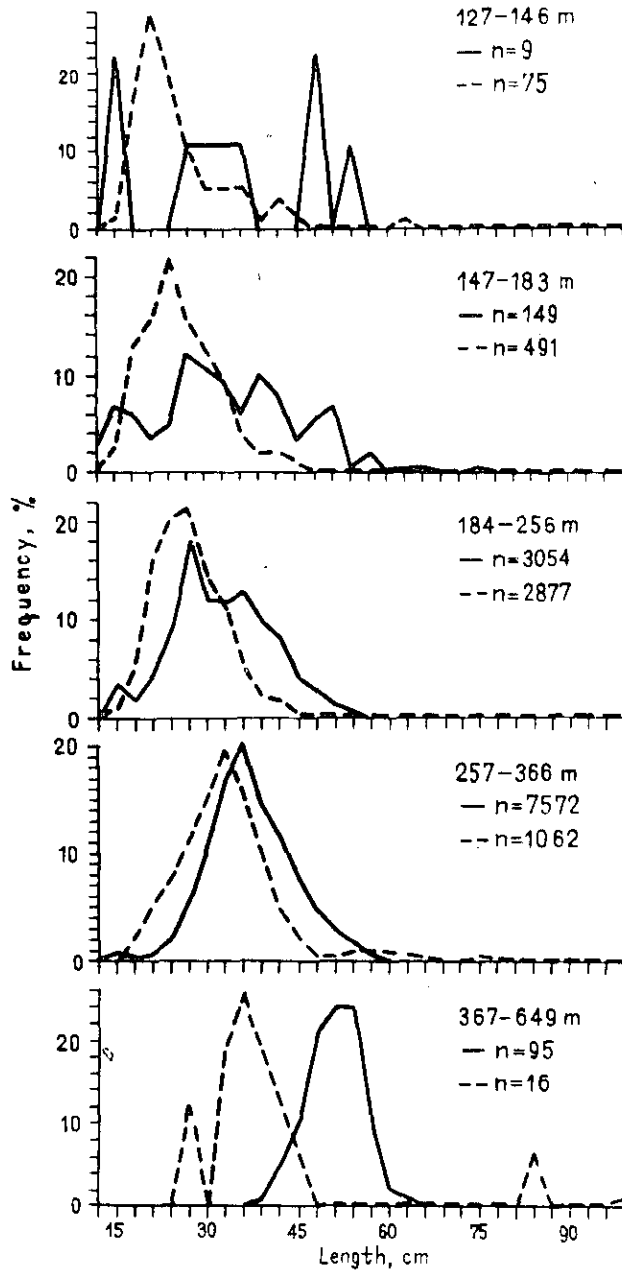 127-146 m
n=9
n=75
20
10
0
147-183 m
n=149
n=491
20
10
0
Frequency, %
184-256 m
n=3054
n=2877
20
10
0
257-366 m
n=7572
n=1062
20
10
0
367-649 m
n=95
n=16
20
10
0
15 30 45 60 75 90
Length, cm